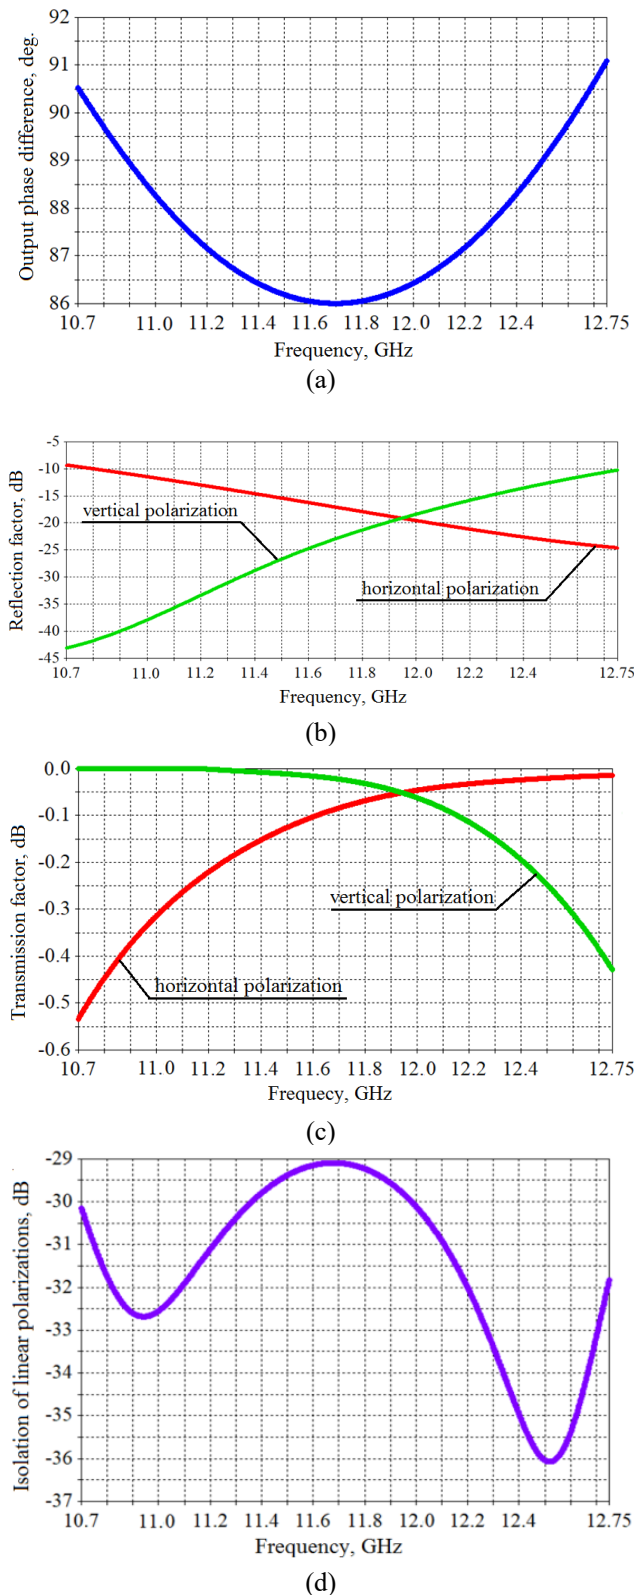 92
91
90
89
88
87
86
Output phase difference, deg.
10.7 11.0 11.2 11.4 11.6 11.8 12.0 12.2 12.4 12.75
Frequency, GHz
(a)
-5
-10
-15
-20
-25
-30
-35
-40
-45
Reflection factor, dB
vertical polarization
horizontal polarization
10.7 11.0 11.2 11.4 11.6 11.8 12.0 12.2 12.4 12.75
Frequency, GHz
(b)
0.0
-0.1
-0.2
-0.3
-0.4
-0.5
-0.6
Transmission factor, dB
vertical polarization
horizontal polarization
10.7 11.0 11.2 11.4 11.6 11.8 12.0 12.2 12.4 12.75
Frequecy, GHz
(c)
-29
-30
-31
-32
-33
-34
-35
-36
-37
Isolation of linear polarizations, dB
10.7 11.0 11.2 11.4 11.6 11.8 12.0 12.2 12.4 12.75
Frequency, GHz
(d)